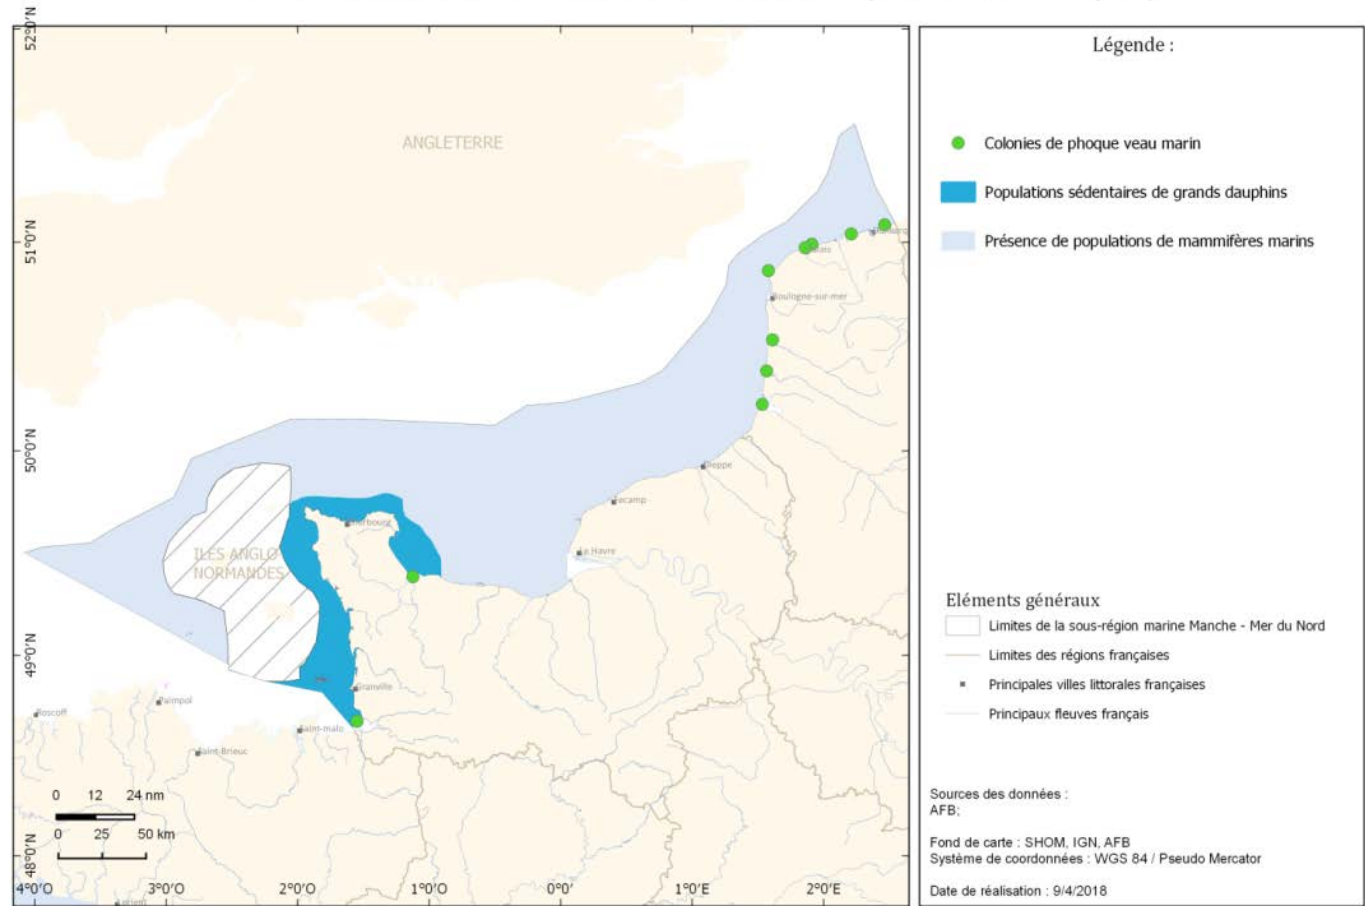 52°0'N
51°0'N
50°0'N
49°0'N
48°0'N
ANGLETERRE
Calais
Boulogne-sur-mer
Dieppe
Fecamp
Le Havre
Cherbourg
ILES ANGLO
NORMANDES
Granville
Saint-malo
Paimpol
Roscoff
Saint-Brieuc
Lorient
0 12 24 nm
0 25 50 km
4°0'O 3°0'O 2°0'O 1°0'O 0°0' 1°0'E 2°0'E
Légende :
Colonies de phoque veau marin
Populations sédentaires de grands dauphins
Présence de populations de mammifères marins
Eléments généraux
Limites de la sous-région marine Manche - Mer du Nord
Limites des régions françaises
Principales villes littorales françaises
Principaux fleuves français
Sources des données :
AFB;
Fond de carte : SHOM, IGN, AFB
Système de coordonnées : WGS 84 / Pseudo Mercator
Date de réalisation : 9/4/2018